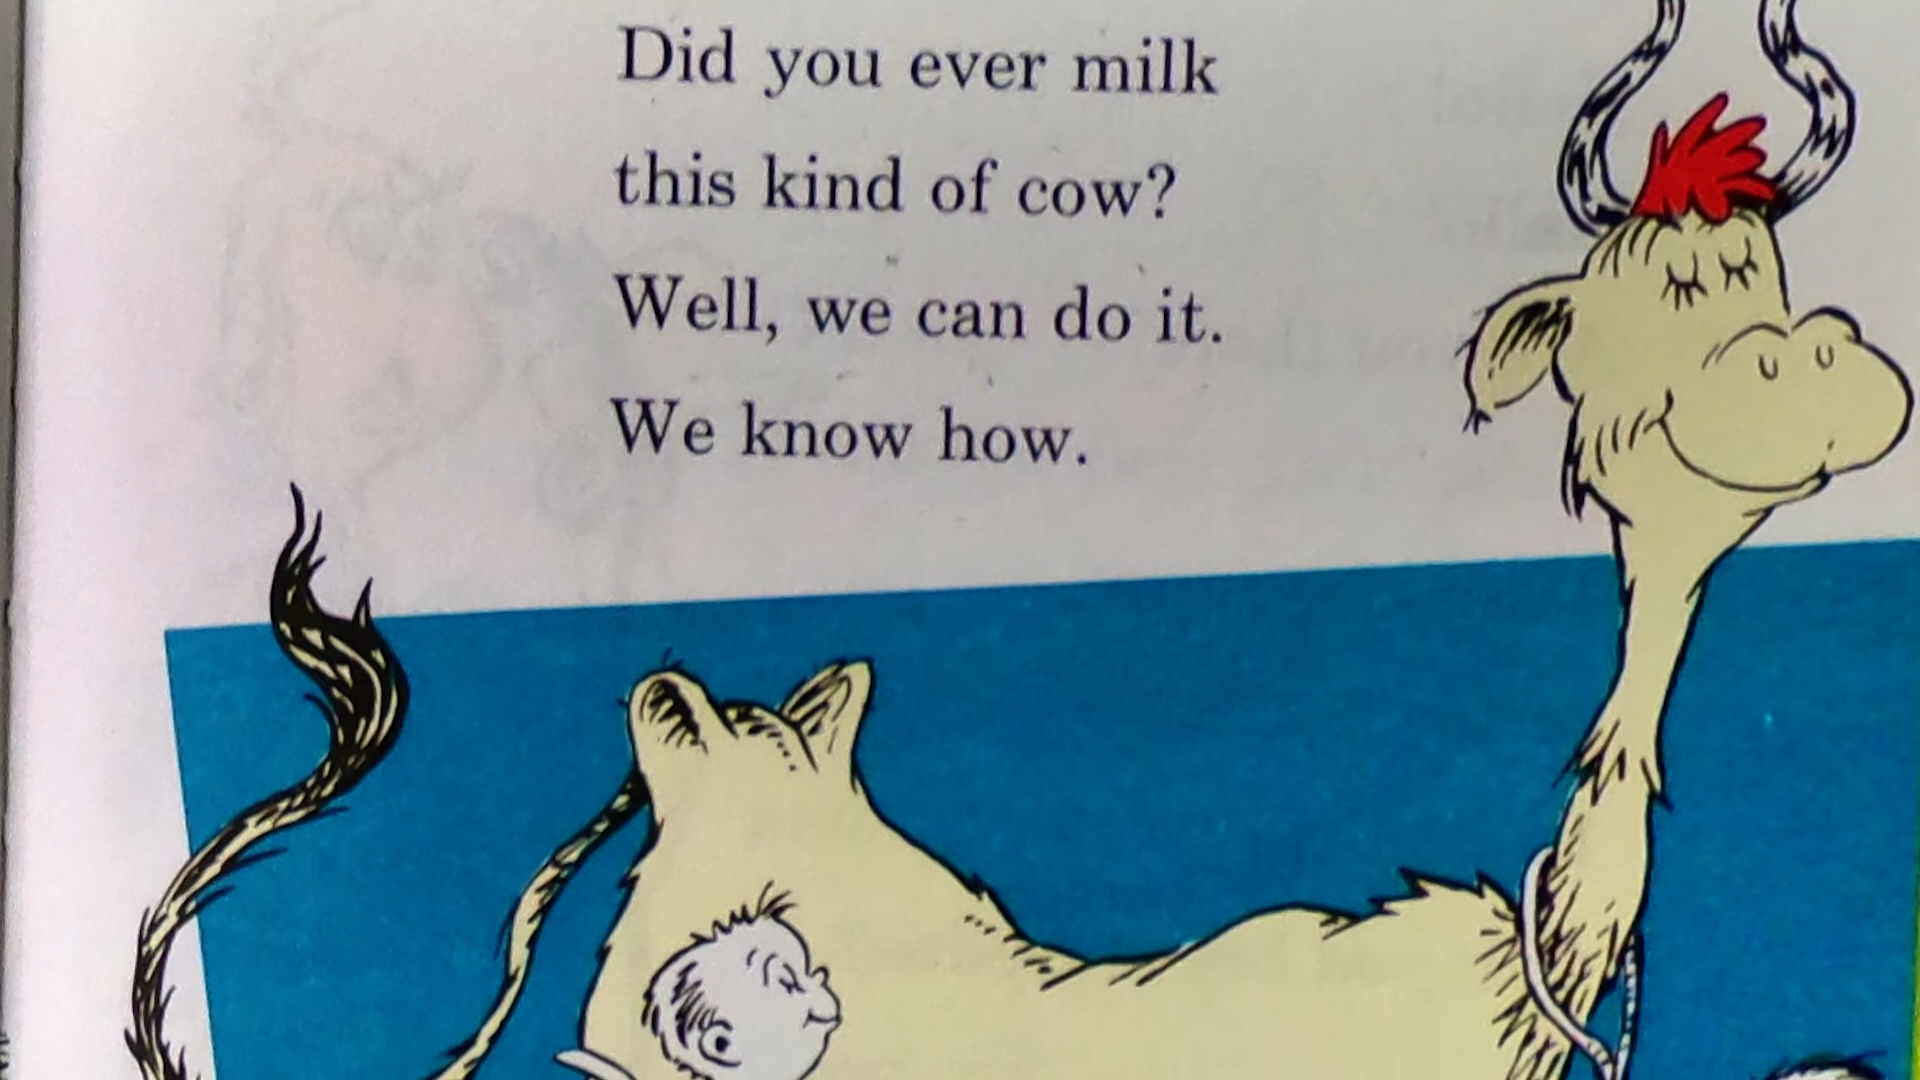 Did you ever milk
this kind of cow?
Well, we can do it.
We know how.